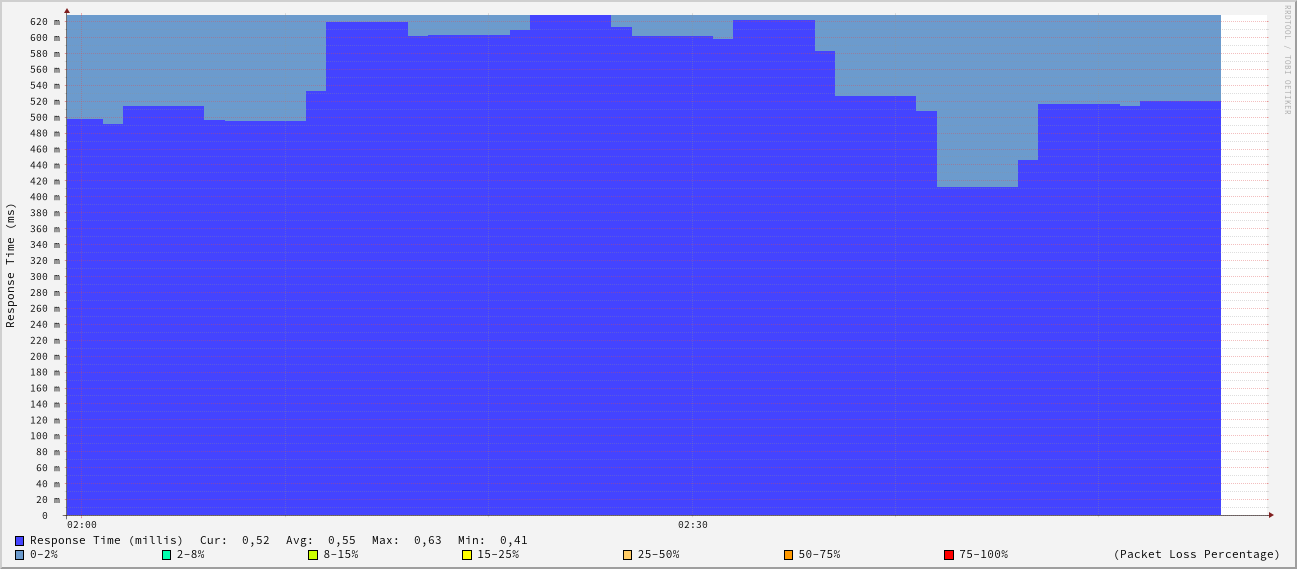 RRDTOOL / TOBI OETIKER
Response Time (ms)
620 m
600 m
580 m
560 m
540 m
520 m
500 m
480 m
460 m
440 m
420 m
400 m
380 m
360 m
340 m
320 m
300 m
280 m
260 m
240 m
220 m
200 m
180 m
160 m
140 m
120 m
100 m
80 m
60 m
40 m
20 m
0
02:00 02:30
Response Time (millis) Cur: 0,52 Avg: 0,55 Max: 0,63 Min: 0,41
0-2% 2-8% 8-15% 15-25% 25-50% 50-75% 75-100% (Packet Loss Percentage)